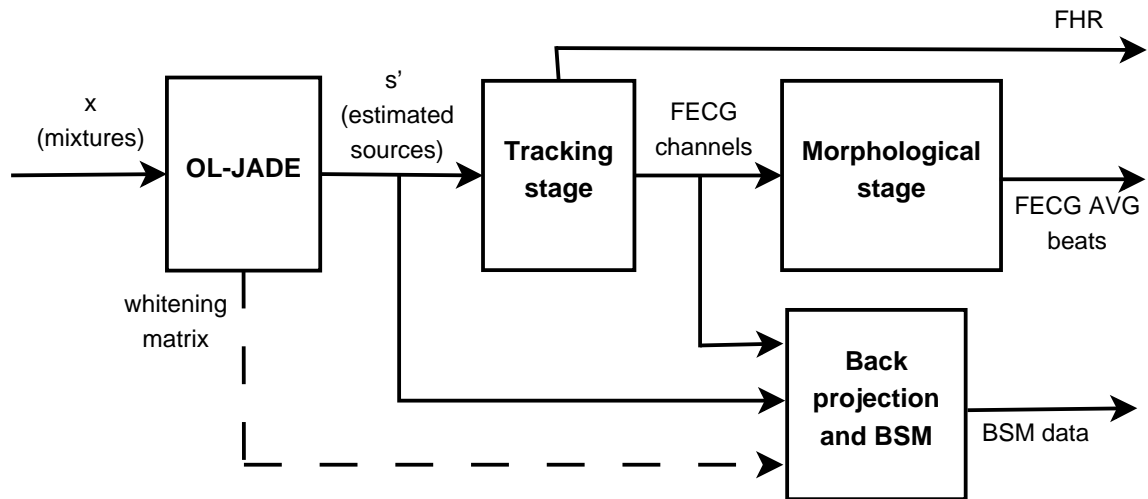 FHR
x
(mixtures)
OL-JADE
s’
(estimated
sources)
Tracking
stage
FECG
channels
Morphological
stage
FECG AVG
beats
whitening
matrix
Back
projection
and BSM
BSM data